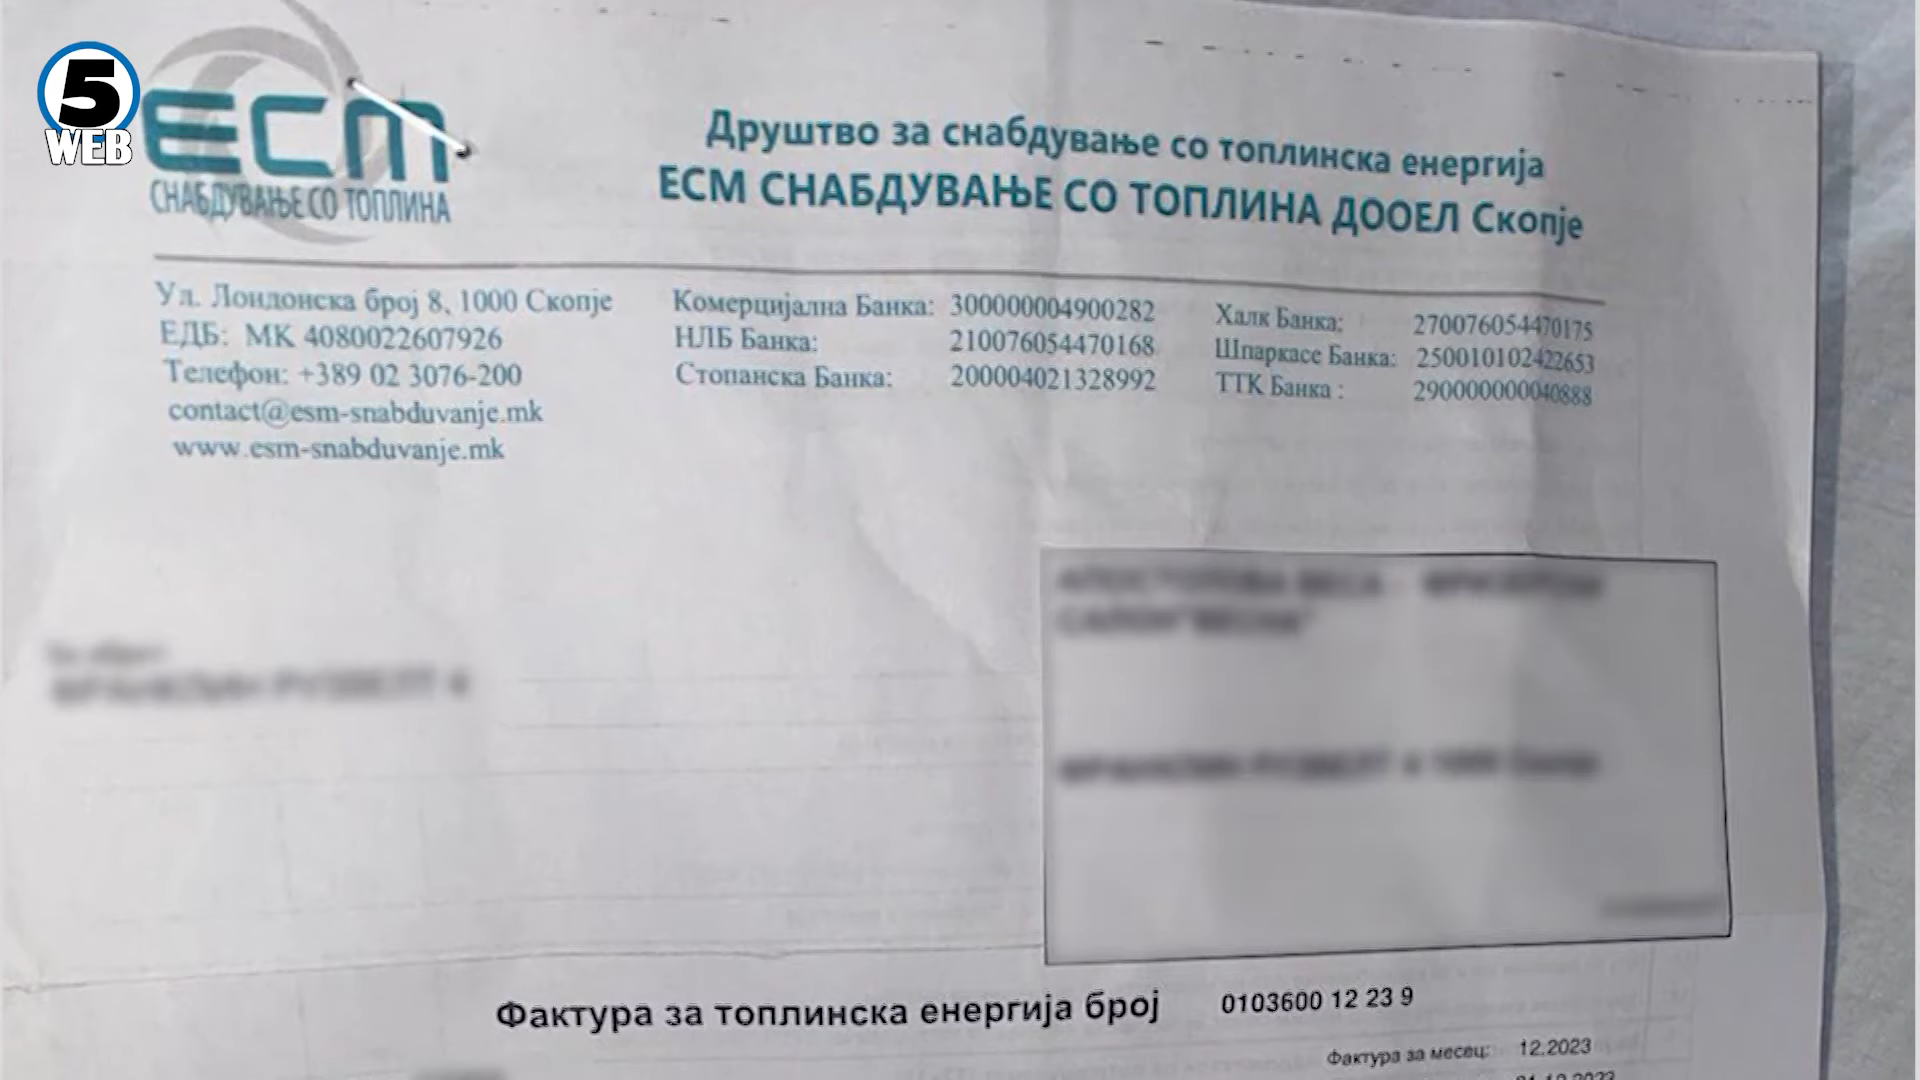 5
WEB
ECM
СНАБДУВАЊЕ СО ТОПЛИНА
Друштво за снабдување со топлинска енергија
ЕСМ СНАБДУВАЊЕ СО ТОПЛИНА ДООЕЛ Скопје
Ул. Лондонска број 8, 1000 Скопје
ЕДБ: МК 4080022607926
Телефон: +389 02 3076-200
contact@esm-snabduvanje.mk
www.esm-snabduvanje.mk
Комерцијална Банка: 300000004900282
НЛБ Банка: 210076054470168
Стопанска Банка: 200004021328992
Халк Банка: 270076054470175
Шпаркасе Банка: 250010102422653
ТТК Банка : 290000000040888
Фактура за топлинска енергија број 0103600 12 23 9
Фактура за месец: 12.2023